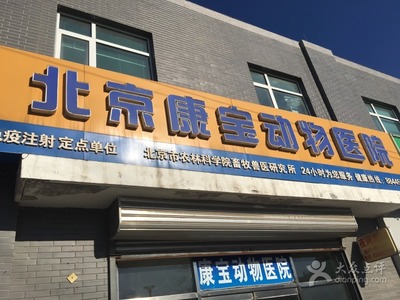 北京康宝动物医院
疫注射 定点单位 北京市农林科学院畜牧兽医研究所 24小时为您服务
康宝动物医院
大众点评
dianping.com